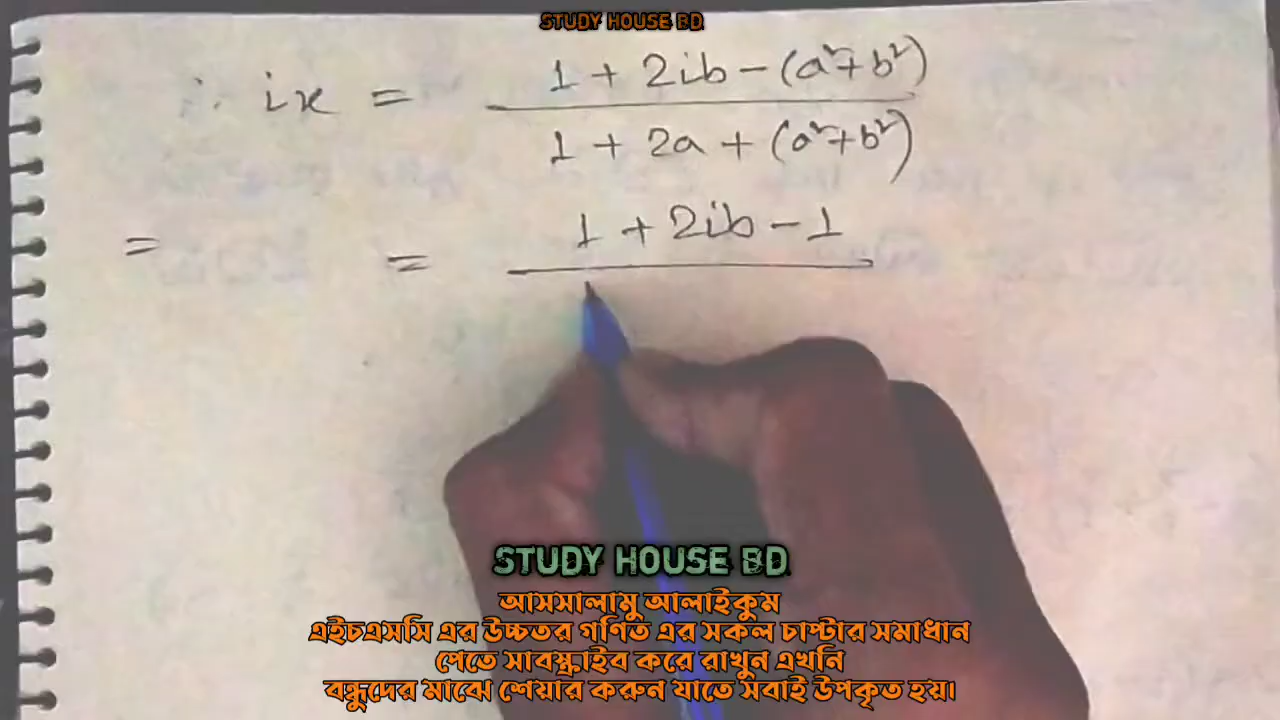 STUDY HOUSE BD
∴ ix = \frac{1 + 2ib - (a² + b²)}{1 + 2a + (a² + b²)}
= = \frac{1 + 2ib - 1}{}
STUDY HOUSE BD
আসসালামু আলাইকুম
এইচএসসি এর উচ্চতর গণিত এর সকল চাপ্টার সমাধান
পেতে সাবস্ক্রাইব করে রাখুন এখনি
বন্ধুদের মাঝে শেয়ার করুন যাতে সবাই উপকৃত হয়।